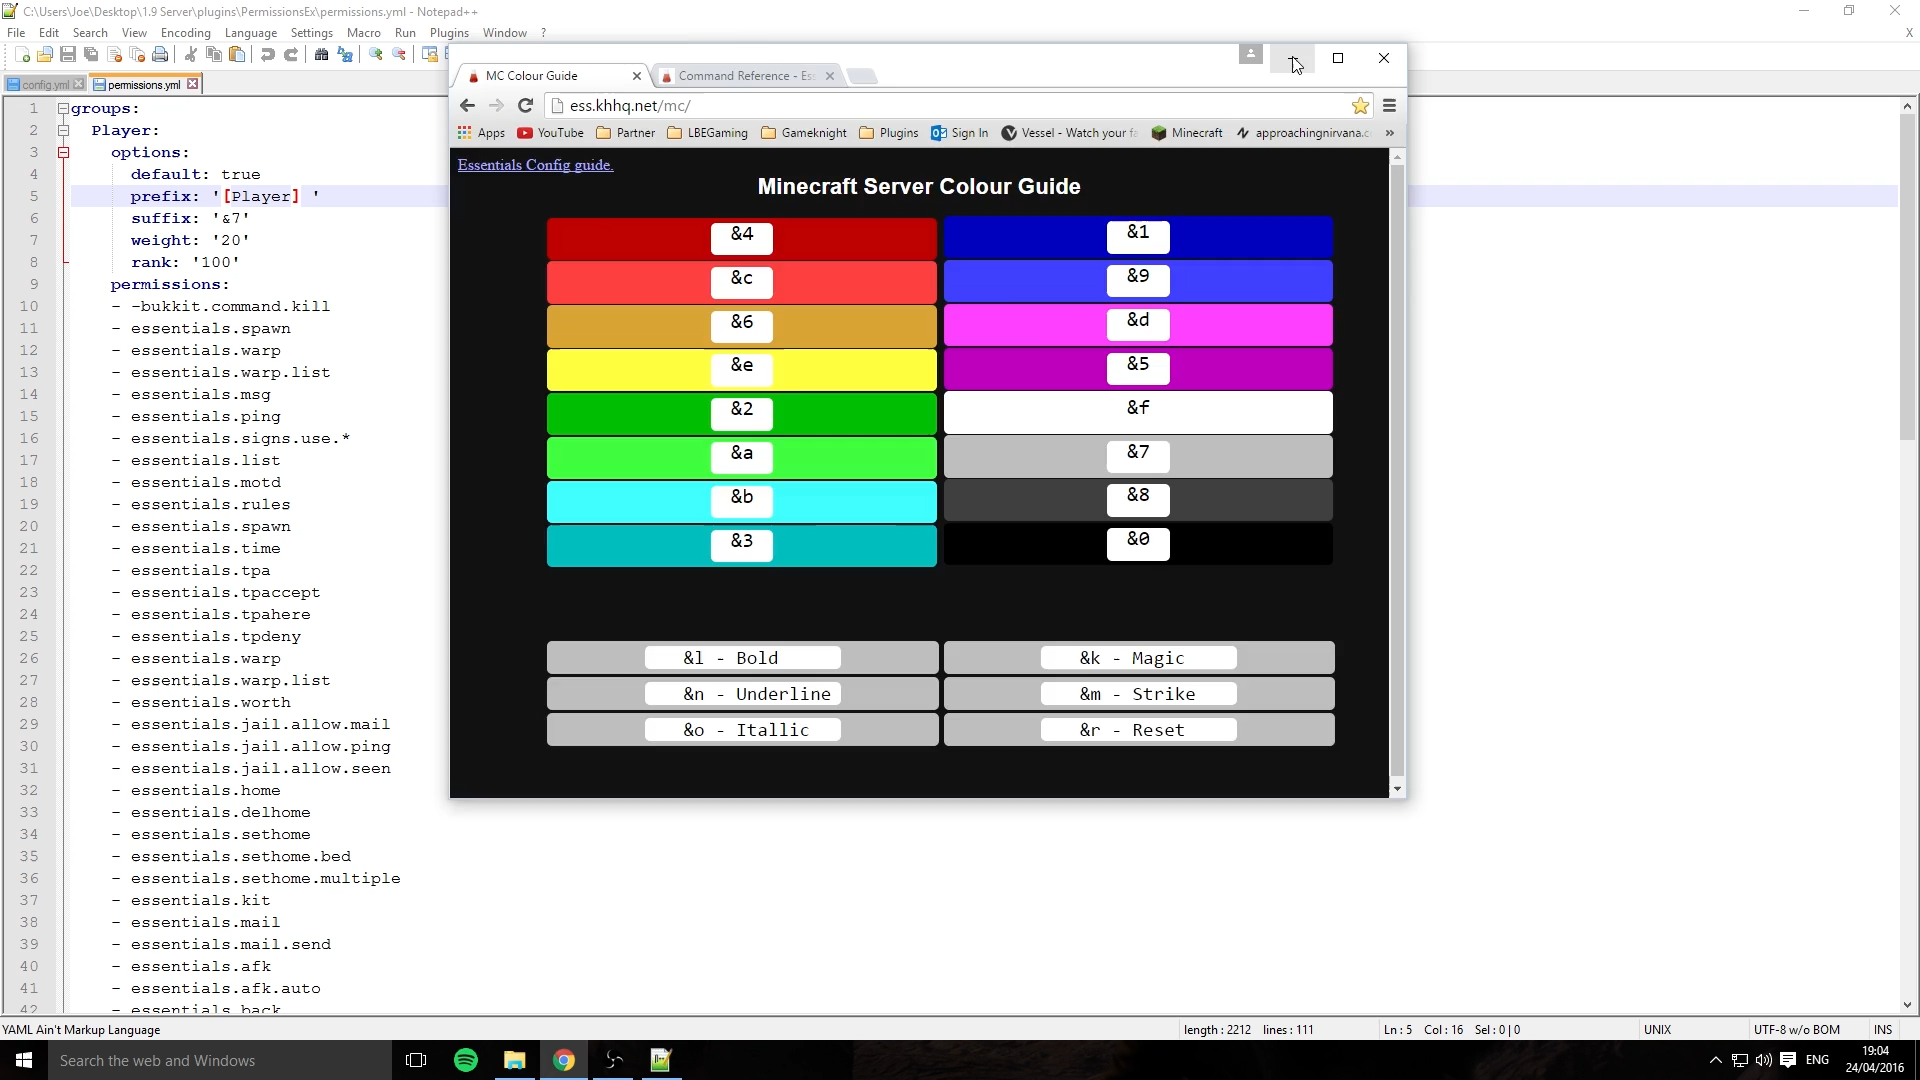 C:\Users\Joe\Desktop\1.9 Server\plugins\PermissionsEx\permissions.yml - Notepad++
File Edit Search View Encoding Language Settings Macro Run Plugins Window ?
X
config.yml permissions.yml
MC Colour Guide
Command Reference - Ess
ess.khhq.net/mc/
Apps YouTube Partner LBEGaming Gameknight Plugins Sign In Vessel - Watch your fa Minecraft approachingnirvana.c »
1 groups:
2 Player:
3 options:
4 default: true
5 prefix: '[Player] '
6 suffix: '&7'
7 weight: '20'
8 rank: '100'
9 permissions:
10 - -bukkit.command.kill
11 - essentials.spawn
12 - essentials.warp
13 - essentials.warp.list
14 - essentials.msg
15 - essentials.ping
16 - essentials.signs.use.*
17 - essentials.list
18 - essentials.motd
19 - essentials.rules
20 - essentials.spawn
21 - essentials.time
22 - essentials.tpa
23 - essentials.tpaccept
24 - essentials.tpahere
25 - essentials.tpdeny
26 - essentials.warp
27 - essentials.warp.list
28 - essentials.worth
29 - essentials.jail.allow.mail
30 - essentials.jail.allow.ping
31 - essentials.jail.allow.seen
32 - essentials.home
33 - essentials.delhome
34 - essentials.sethome
35 - essentials.sethome.bed
36 - essentials.sethome.multiple
37 - essentials.kit
38 - essentials.mail
39 - essentials.mail.send
40 - essentials.afk
41 - essentials.afk.auto
42 - essentials.back
Essentials Config guide.
Minecraft Server Colour Guide
&4 &1
&c &9
&6 &d
&e &5
&2 &f
&a &7
&b &8
&3 &0
&l - Bold &k - Magic
&n - Underline &m - Strike
&o - Itallic &r - Reset
YAML Ain't Markup Language length : 2212 lines : 111 Ln : 5 Col : 16 Sel : 0 | 0 UNIX UTF-8 w/o BOM INS
Search the web and Windows
ENG
19:04
24/04/2016